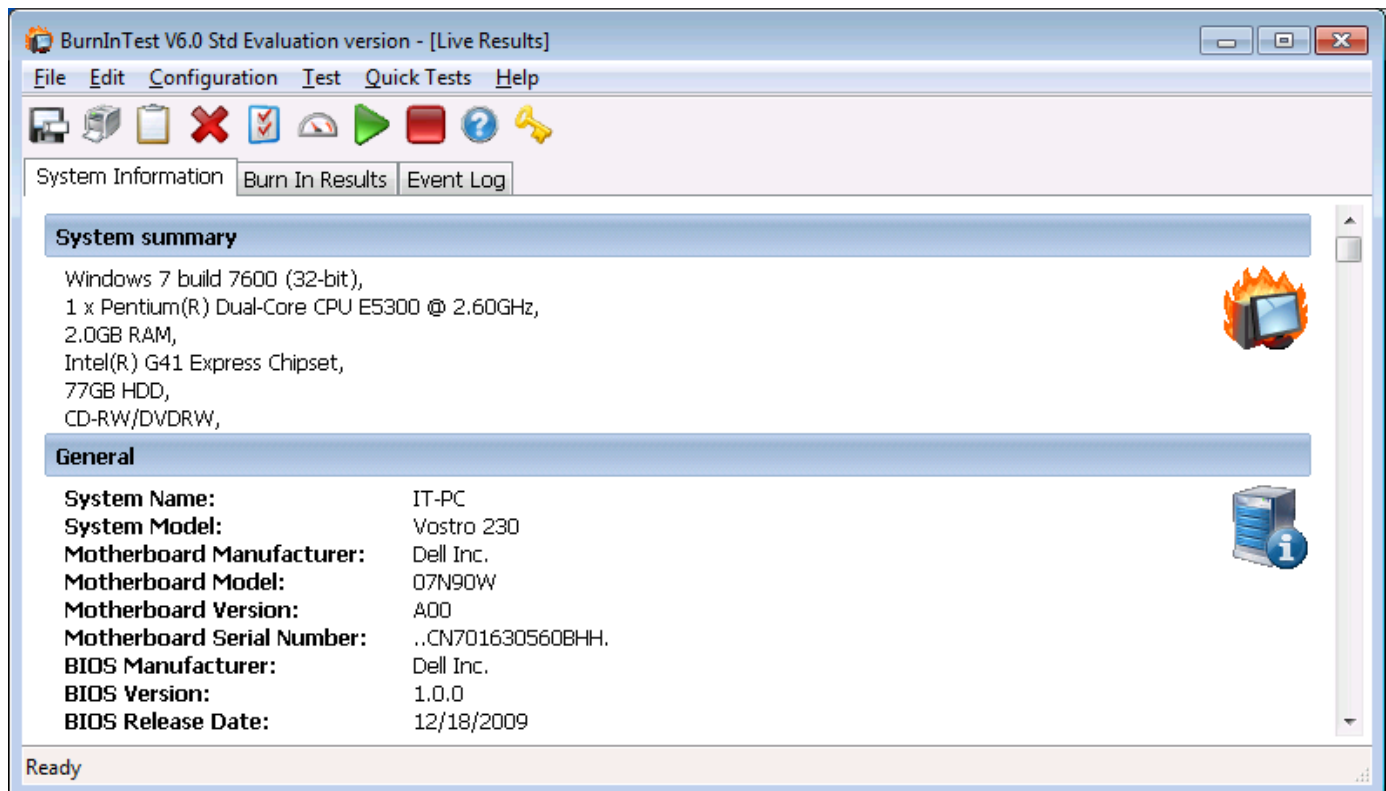 BurnInTest V6.0 Std Evaluation version - [Live Results]
File Edit Configuration Test Quick Tests Help
System Information Burn In Results Event Log
System summary
Windows 7 build 7600 (32-bit),
1 x Pentium(R) Dual-Core CPU E5300 @ 2.60GHz,
2.0GB RAM,
Intel(R) G41 Express Chipset,
77GB HDD,
CD-RW/DVDRW,
General
System Name: IT-PC
System Model: Vostro 230
Motherboard Manufacturer: Dell Inc.
Motherboard Model: 07N90W
Motherboard Version: A00
Motherboard Serial Number: ..CN701630560BHH.
BIOS Manufacturer: Dell Inc.
BIOS Version: 1.0.0
BIOS Release Date: 12/18/2009
Ready